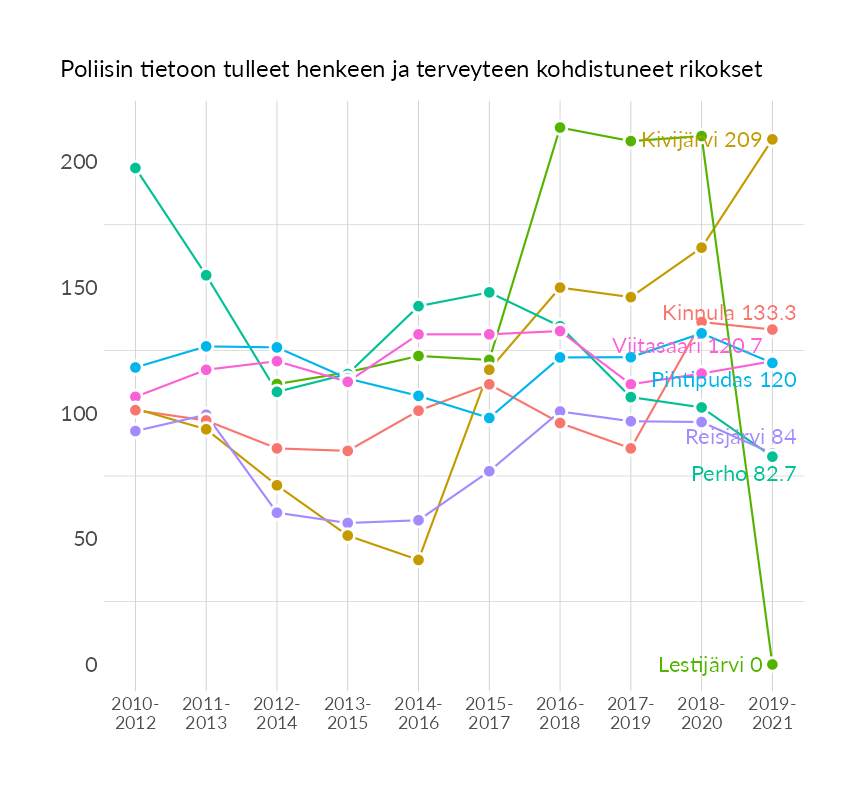 Poliisin tietoon tulleet henkeen ja terveyteen kohdistuneet rikokset
200
150
100
50
0
Kivijärvi 209
Kinnula 133.3
Viitasaari 120.7
Pihtipudas 120
Reisjärvi 84
Perho 82.7
Lestijärvi 0
2010- 2011- 2012- 2013- 2014- 2015- 2016- 2017- 2018- 2019-
2012 2013 2014 2015 2016 2017 2018 2019 2020 2021